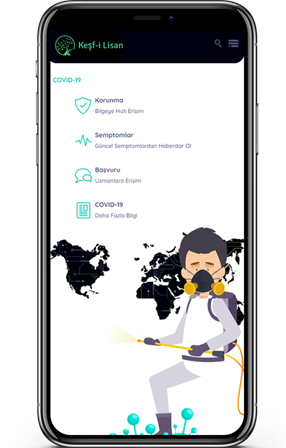 Keşf-i Lisan
COVID-19
Korunma
Bilgeye Hızlı Erişim
Semptomlar
Güncel Semptomlardan Haberdar Ol
Başvuru
Uzmanlara Erişim
COVID-19
Daha Fazla Bilgi